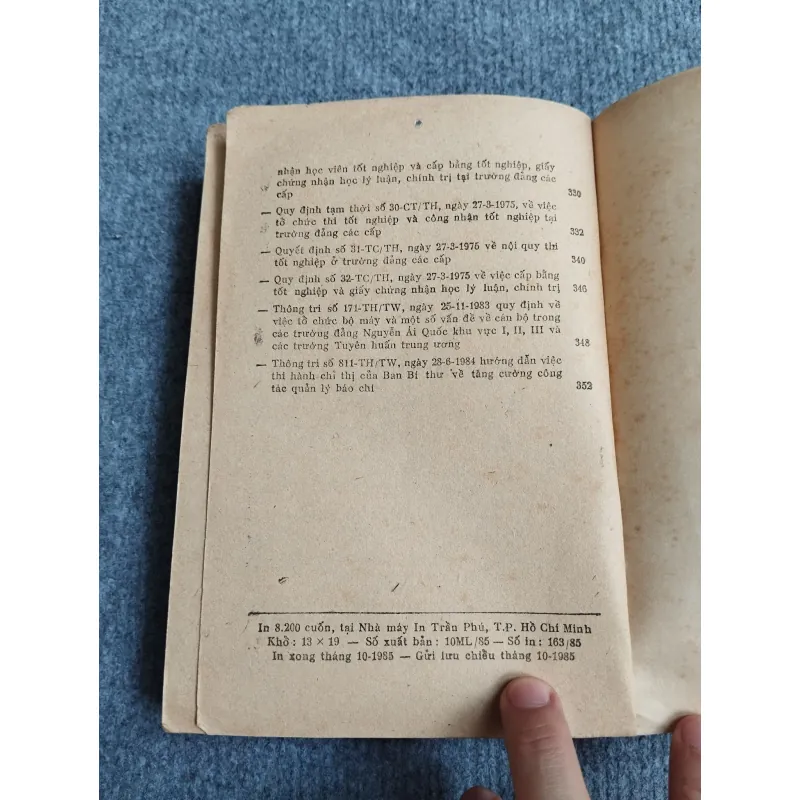 nhận học viên tốt nghiệp và cấp bằng tốt nghiệp, giấy
chứng nhận học lý luận, chính trị tại trường đảng các
cấp 330
— Quy định tạm thời số 30-CT/TH, ngày 27-3-1975, về việc
tổ chức thi tốt nghiệp và công nhận tốt nghiệp tại
trường đảng các cấp 332
— Quyết định số 31-TC/TH, ngày 27-3-1975 về nội quy thi
tốt nghiệp ở trường đảng các cấp 340
— Quy định số 32-TC/TH, ngày 27-3-1975 về việc cấp bằng
tốt nghiệp và giấy chứng nhận học lý luận, chính trị 346
— Thông tri số 171-TH/TW, ngày 25-11-1983 quy định về
việc tổ chức bộ máy và một số vấn đề về cán bộ trong
các trường đảng Nguyễn Ái Quốc khu vực I, II, III và
các trường Tuyên huấn trung ương 348
— Thông tri số 811-TH/TW, ngày 28-6-1984 hướng dẫn việc
thi hành chỉ thị của Ban Bí thư về tăng cường công
tác quản lý báo chí 352
In 8.200 cuốn, tại Nhà máy In Trần Phú, T.P. Hồ Chí Minh
Khổ : 13 × 19 — Số xuất bản : 10ML/85 — Số in : 163/85
In xong tháng 10-1985 — Gửi lưu chiểu tháng 10-1985